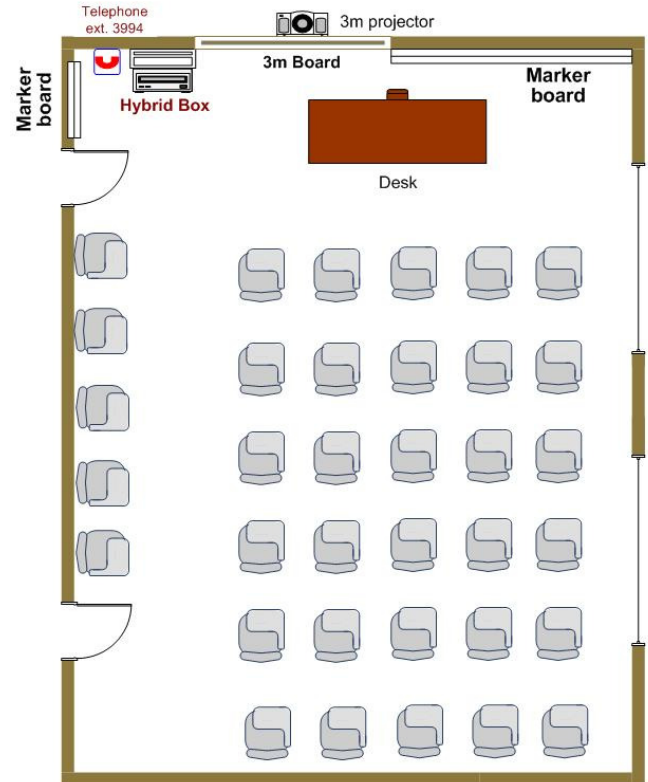 Telephone
ext. 3994
3m projector
3m Board
Marker
board
Hybrid Box
Marker
board
Desk